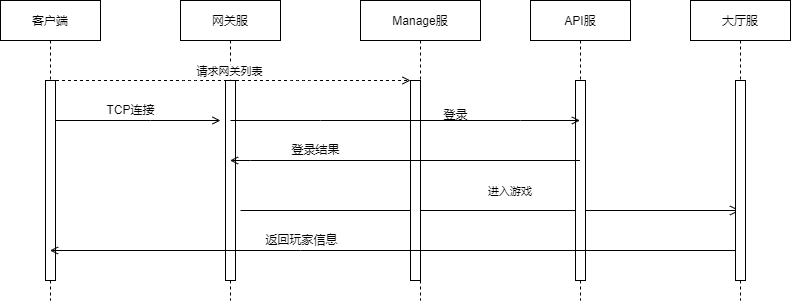 客户端
网关服
Manage服
API服
大厅服
请求网关列表
TCP连接
登录
登录结果
进入游戏
返回玩家信息